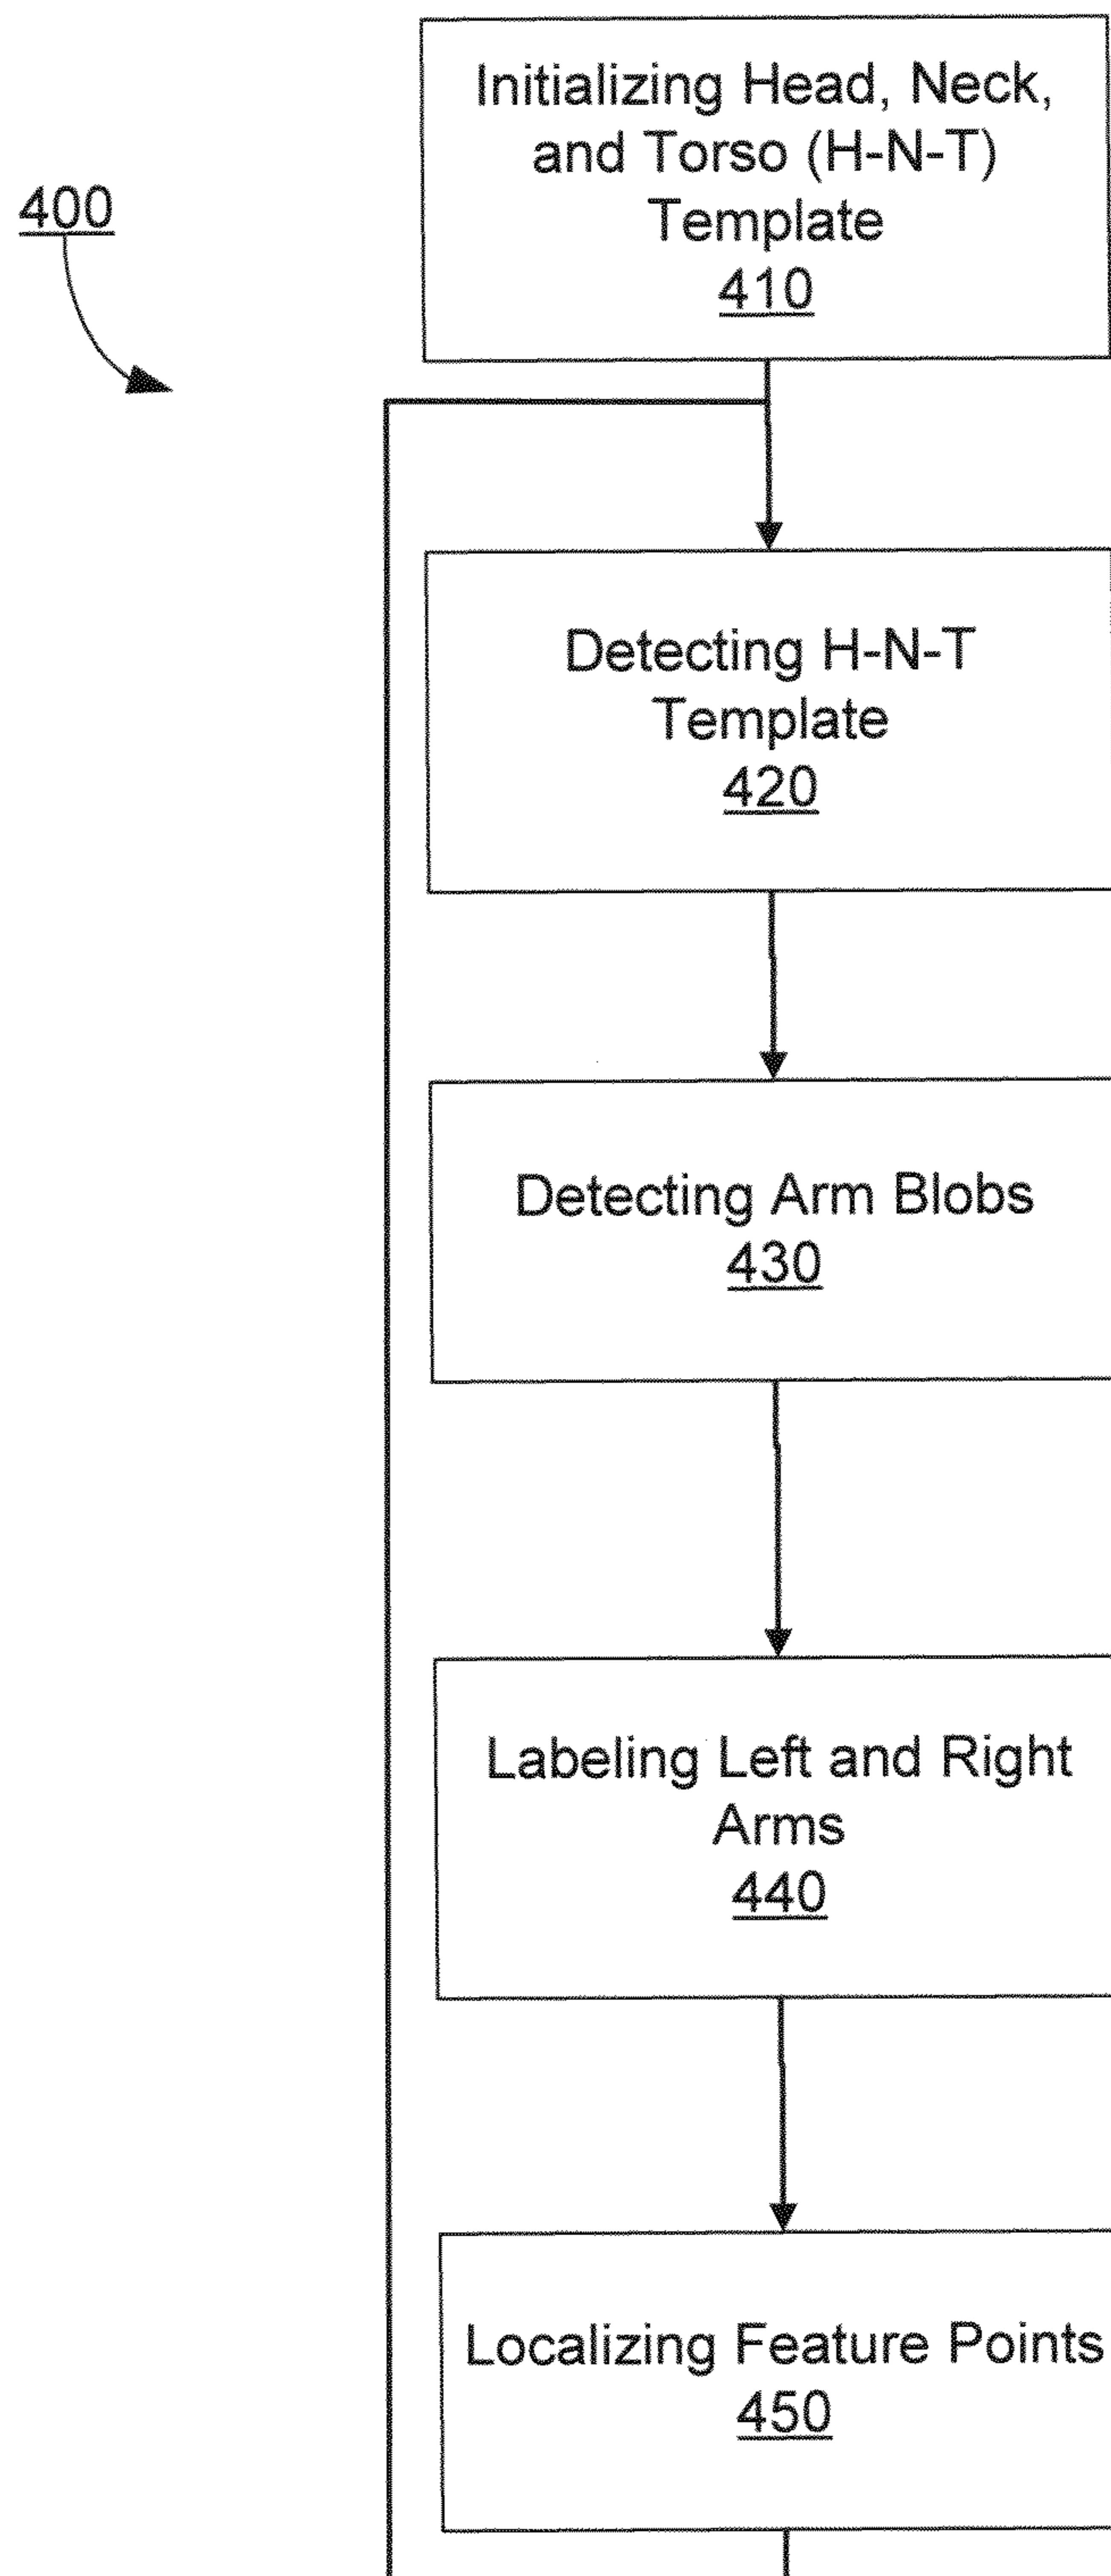 Initializing Head, Neck,
and Torso (H-N-T)
Template
410
400
Detecting H-N-T
Template
420
Detecting Arm Blobs
430
Labeling Left and Right
Arms
440
Localizing Feature Points
450